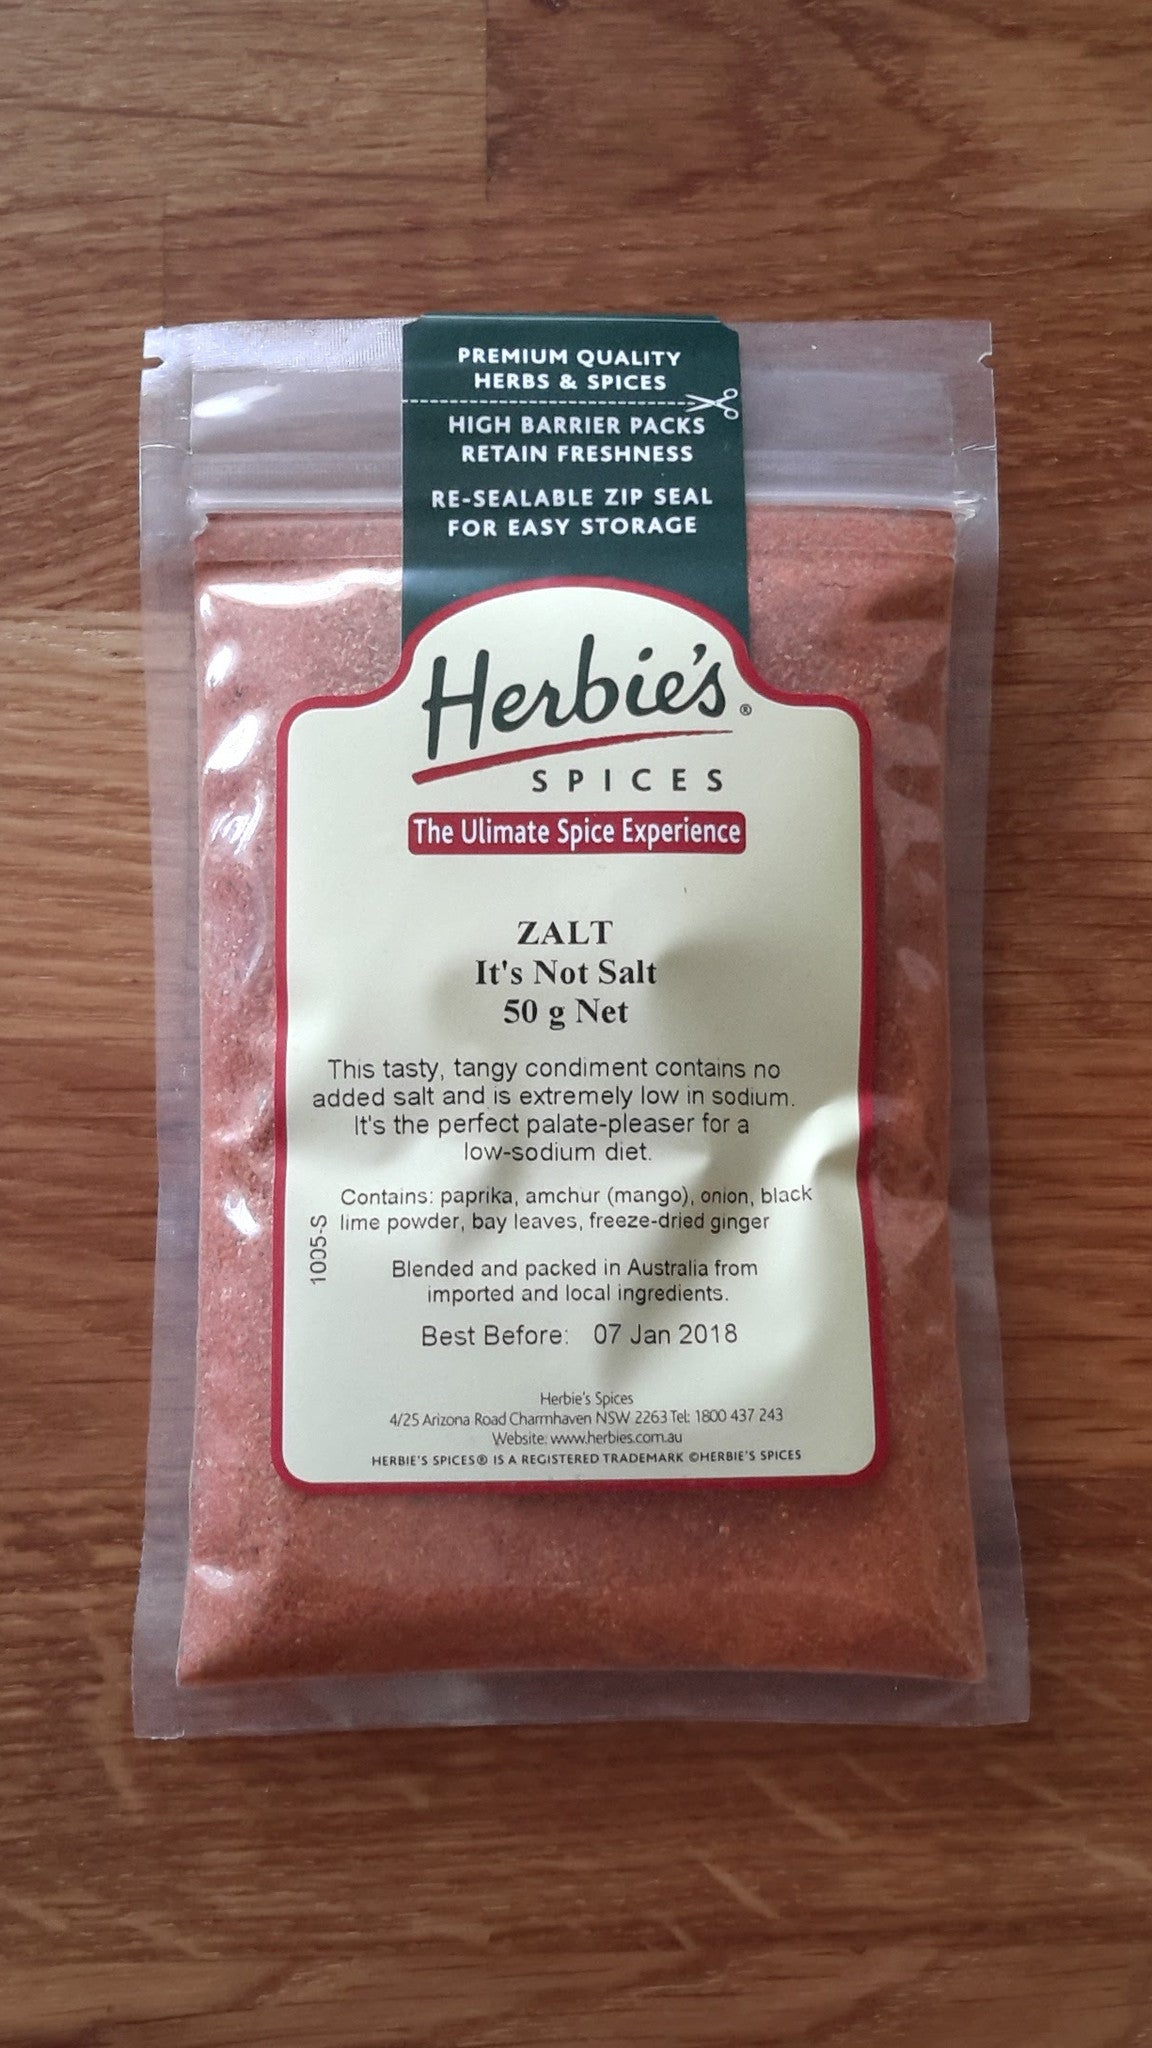 PREMIUM QUALITY
HERBS & SPICES
HIGH BARRIER PACKS
RETAIN FRESHNESS
RE-SEALABLE ZIP SEAL
FOR EASY STORAGE
Herbie's®
SPICES
The Ulimate Spice Experience
ZALT
It's Not Salt
50 g Net
This tasty, tangy condiment contains no
added salt and is extremely low in sodium.
It's the perfect palate-pleaser for a
low-sodium diet.
Contains: paprika, amchur (mango), onion, black
lime powder, bay leaves, freeze-dried ginger
1005-S
Blended and packed in Australia from
imported and local ingredients.
Best Before: 07 Jan 2018
Herbie's Spices
4/25 Arizona Road Charmhaven NSW 2263 Tel: 1800 437 243
Website: www.herbies.com.au
HERBIE'S SPICES® IS A REGISTERED TRADEMARK ©HERBIE'S SPICES